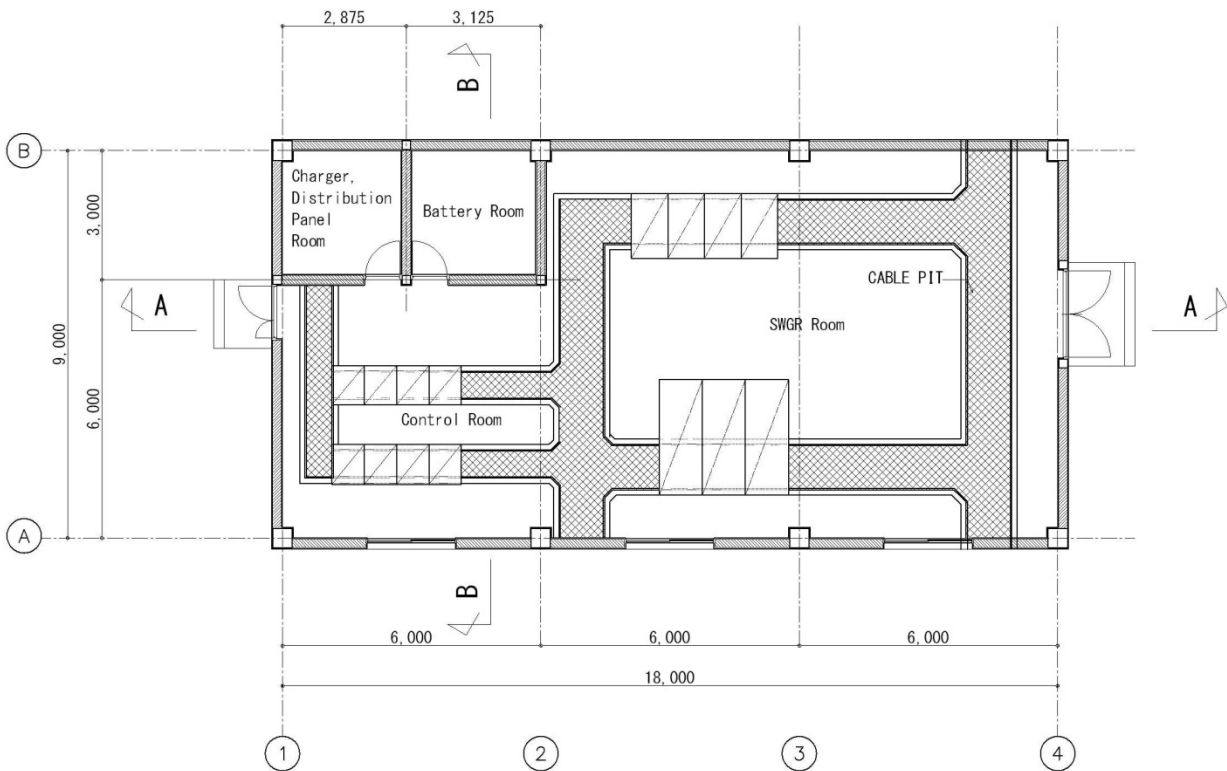 2,875
3,125
B
B
Charger,
Distribution
Panel
Room
Battery Room
3,000
9,000
6,000
A
CABLE PIT
SWGR Room
A
Control Room
A
B
6,000
6,000
6,000
18,000
1
2
3
4